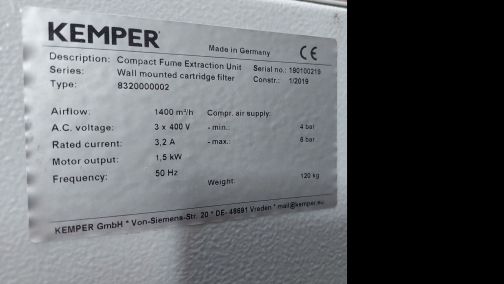 KEMPER
Made in Germany CE
Description: Compact Fume Extraction Unit Serial no.: 190100219
Series: Wall mounted cartridge filter Constr.: 1/2019
Type: 8320000002
Airflow: 1400 m³/h Compr. air supply:
A.C. voltage: 3 x 400 V - min.: 4 bar
Rated current: 3,2 A - max.: 6 bar
Motor output: 1,5 kW
Frequency: 50 Hz Weight: 120 kg
KEMPER GmbH * Von-Siemens-Str. 20 * DE- 48691 Vreden * mail@kemper.eu